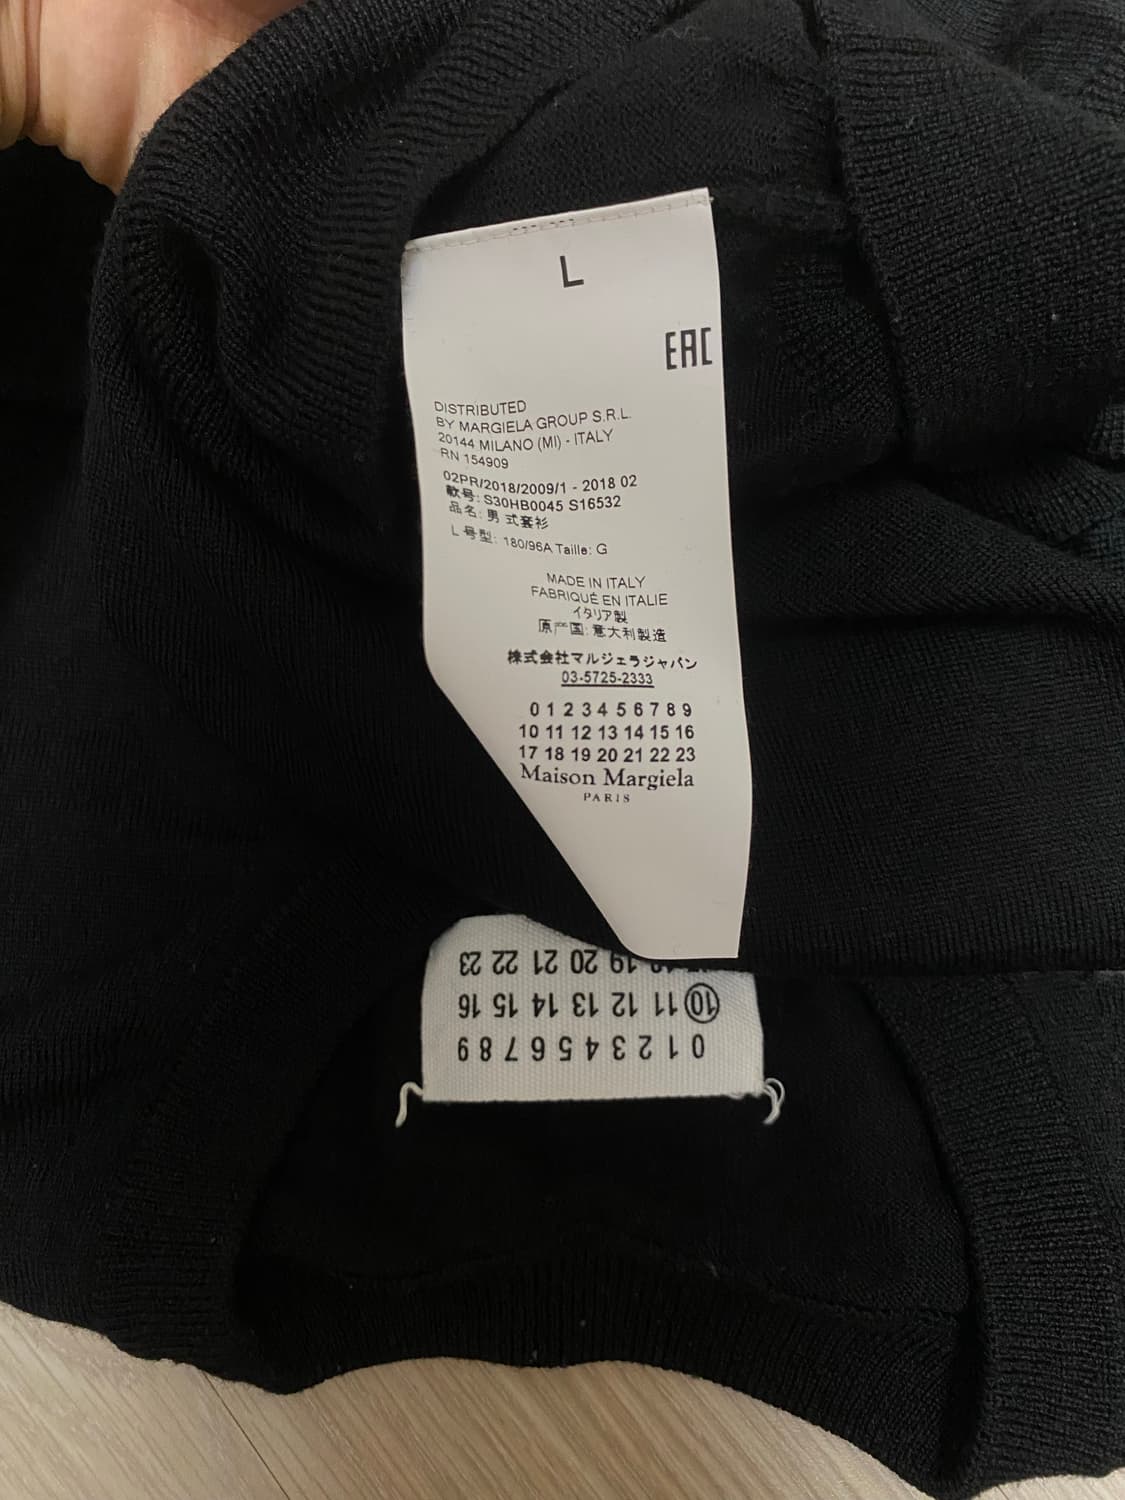 L
EAC
DISTRIBUTED
BY MARGIELA GROUP S.R.L.
20144 MILANO (MI) - ITALY
RN 154909
02PR/2018/2009/1 - 2018 02
款号: S30HB0045 S16532
品名: 男 式套衫
L 号型: 180/96A Taille: G
MADE IN ITALY
FABRIQUÉ EN ITALIE
イタリア製
原产国: 意大利製造
株式会社マルジェラジャパン
03-5725-2333
0 1 2 3 4 5 6 7 8 9
10 11 12 13 14 15 16
17 18 19 20 21 22 23
Maison Margiela
PARIS
0 1 2 3 4 5 6 7 8 9
10 11 12 13 14 15 16
19 20 21 22 23